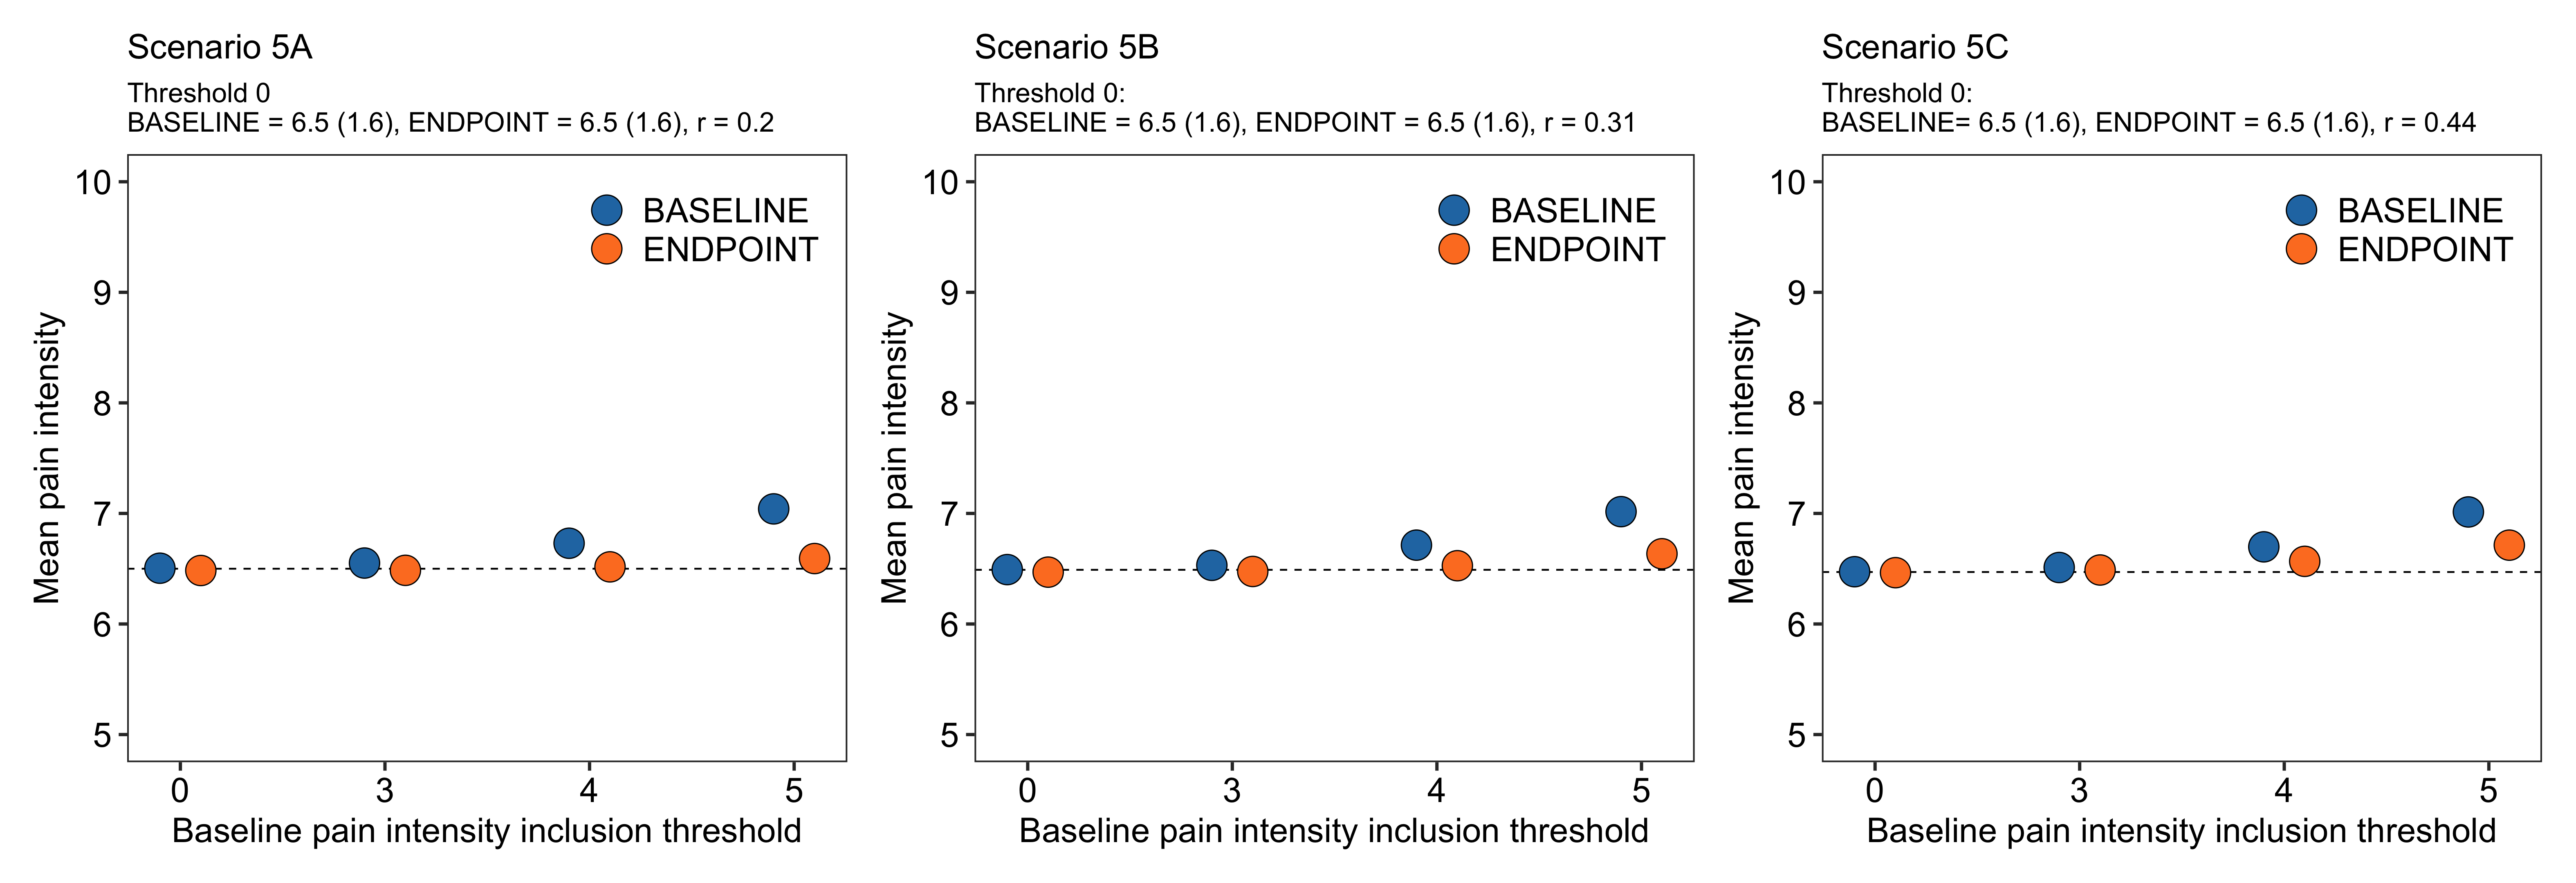 Scenario 5A
Threshold 0
BASELINE = 6.5 (1.6), ENDPOINT = 6.5 (1.6), r = 0.2
10
9
8
7
6
5
Mean pain intensity
BASELINE
ENDPOINT
0 3 4 5
Baseline pain intensity inclusion threshold
Scenario 5B
Threshold 0:
BASELINE = 6.5 (1.6), ENDPOINT = 6.5 (1.6), r = 0.31
10
9
8
7
6
5
Mean pain intensity
BASELINE
ENDPOINT
0 3 4 5
Baseline pain intensity inclusion threshold
Scenario 5C
Threshold 0:
BASELINE= 6.5 (1.6), ENDPOINT = 6.5 (1.6), r = 0.44
10
9
8
7
6
5
Mean pain intensity
BASELINE
ENDPOINT
0 3 4 5
Baseline pain intensity inclusion threshold